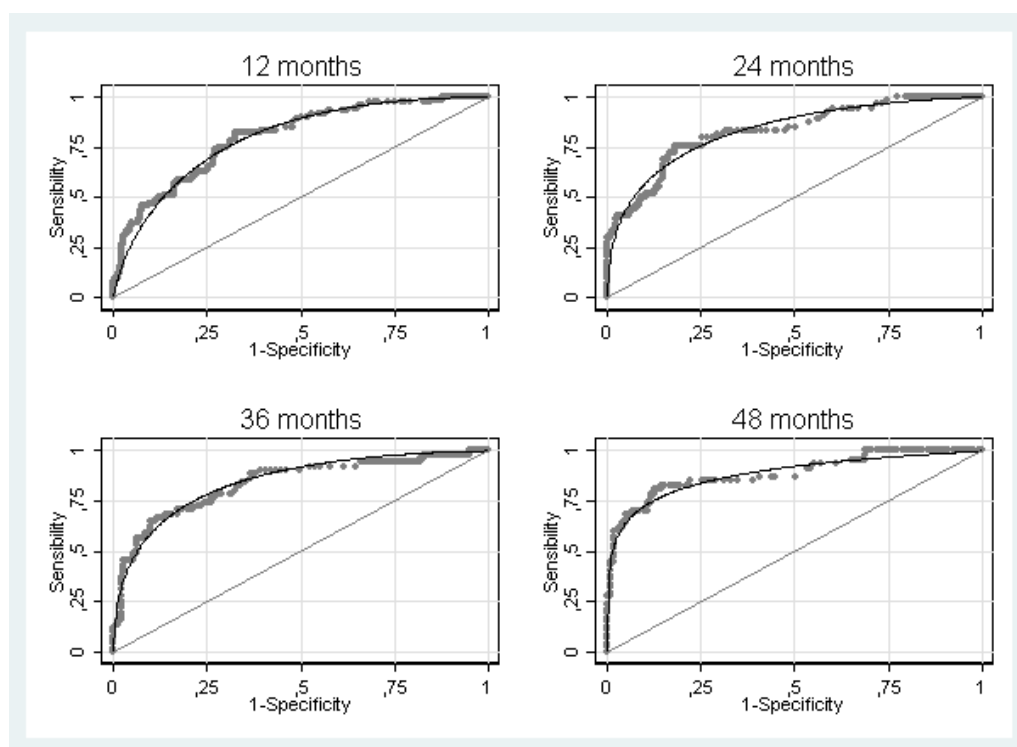 12 months
Sensibility
1
,75
,5
,25
0
0 ,25 ,5 ,75 1
1-Specificity
24 months
Sensibility
1
,75
,5
,25
0
0 ,25 ,5 ,75 1
1-Specificity
36 months
Sensibility
1
,75
,5
,25
0
0 ,25 ,5 ,75 1
1-Specificity
48 months
Sensibility
1
,75
,5
,25
0
0 ,25 ,5 ,75 1
1-Specificity